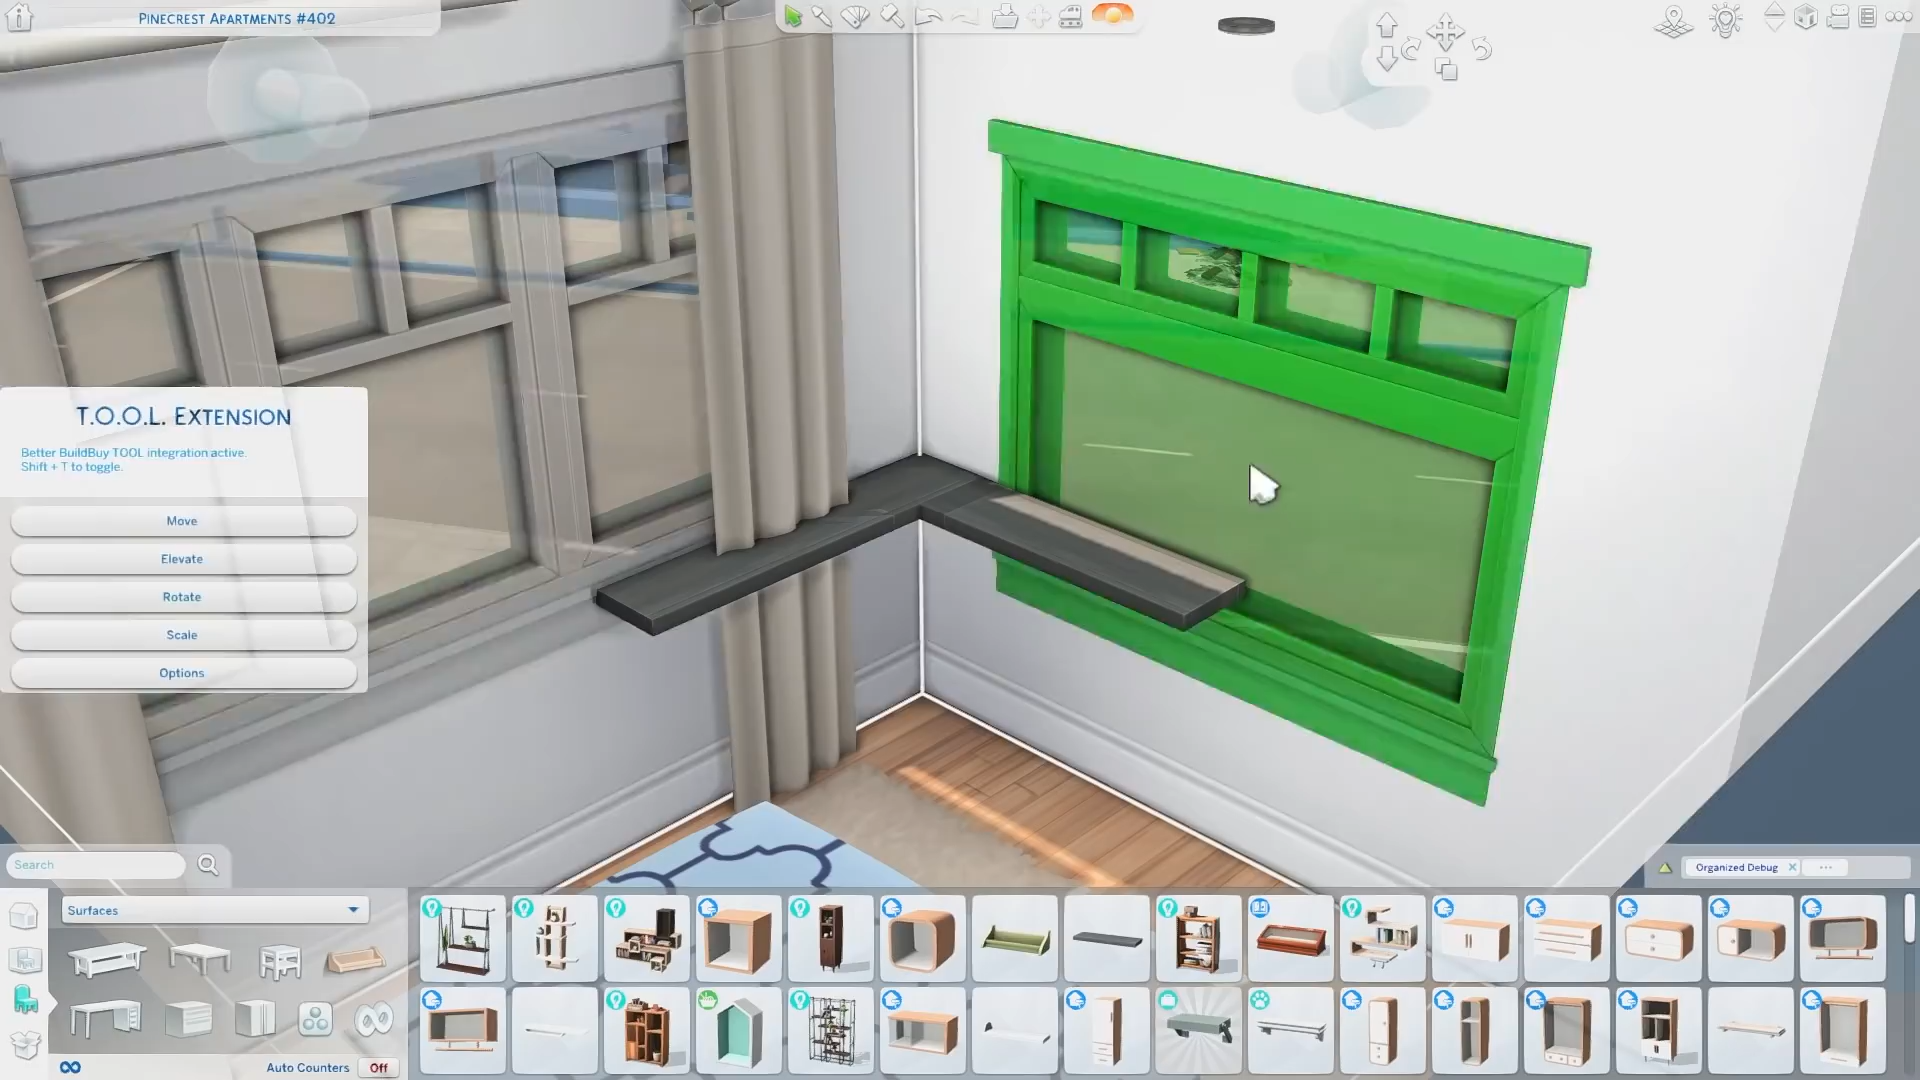 PINECREST APARTMENTS #402
T.O.O.L. EXTENSION
Better BuildBuy TOOL integration active.
Shift + T to toggle.
Move
Elevate
Rotate
Scale
Options
Search
Organized Debug
Surfaces
Auto Counters Off